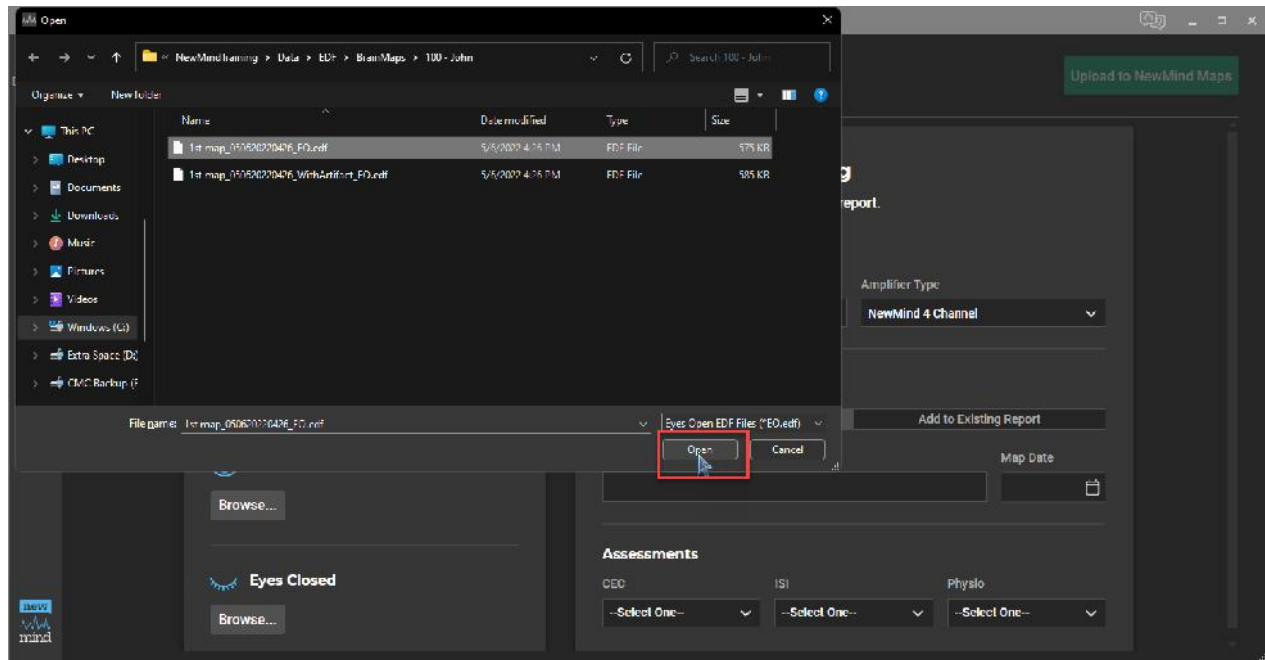 Open
NewMindTraining > Data > EDF > BrainMaps > 100 - John
Search 100 - John
Upload to NewMind Maps
Organize
New folder
Name
Date modified
Type
Size
This PC
1st map_050620220426_EO.edf
5/6/2022 4:26 PM
EDF File
575 KB
Desktop
1st map_050620220426_WithArtifact_EO.edf
5/6/2022 4:26 PM
EDF File
585 KB
Documents
report.
Downloads
Music
Pictures
Amplifier Type
Videos
NewMind 4 Channel
Windows (C:)
Extra Space (D:)
CMC Backup (
File name:
1st map_050620220426_EO.edf
Eyes Open EDF Files (*EO.edf)
Add to Existing Report
Open
Cancel
Map Date
Browse...
Assessments
Eyes Closed
CEC
ISI
Physio
--Select One--
--Select One--
--Select One--
Browse...
new
mind